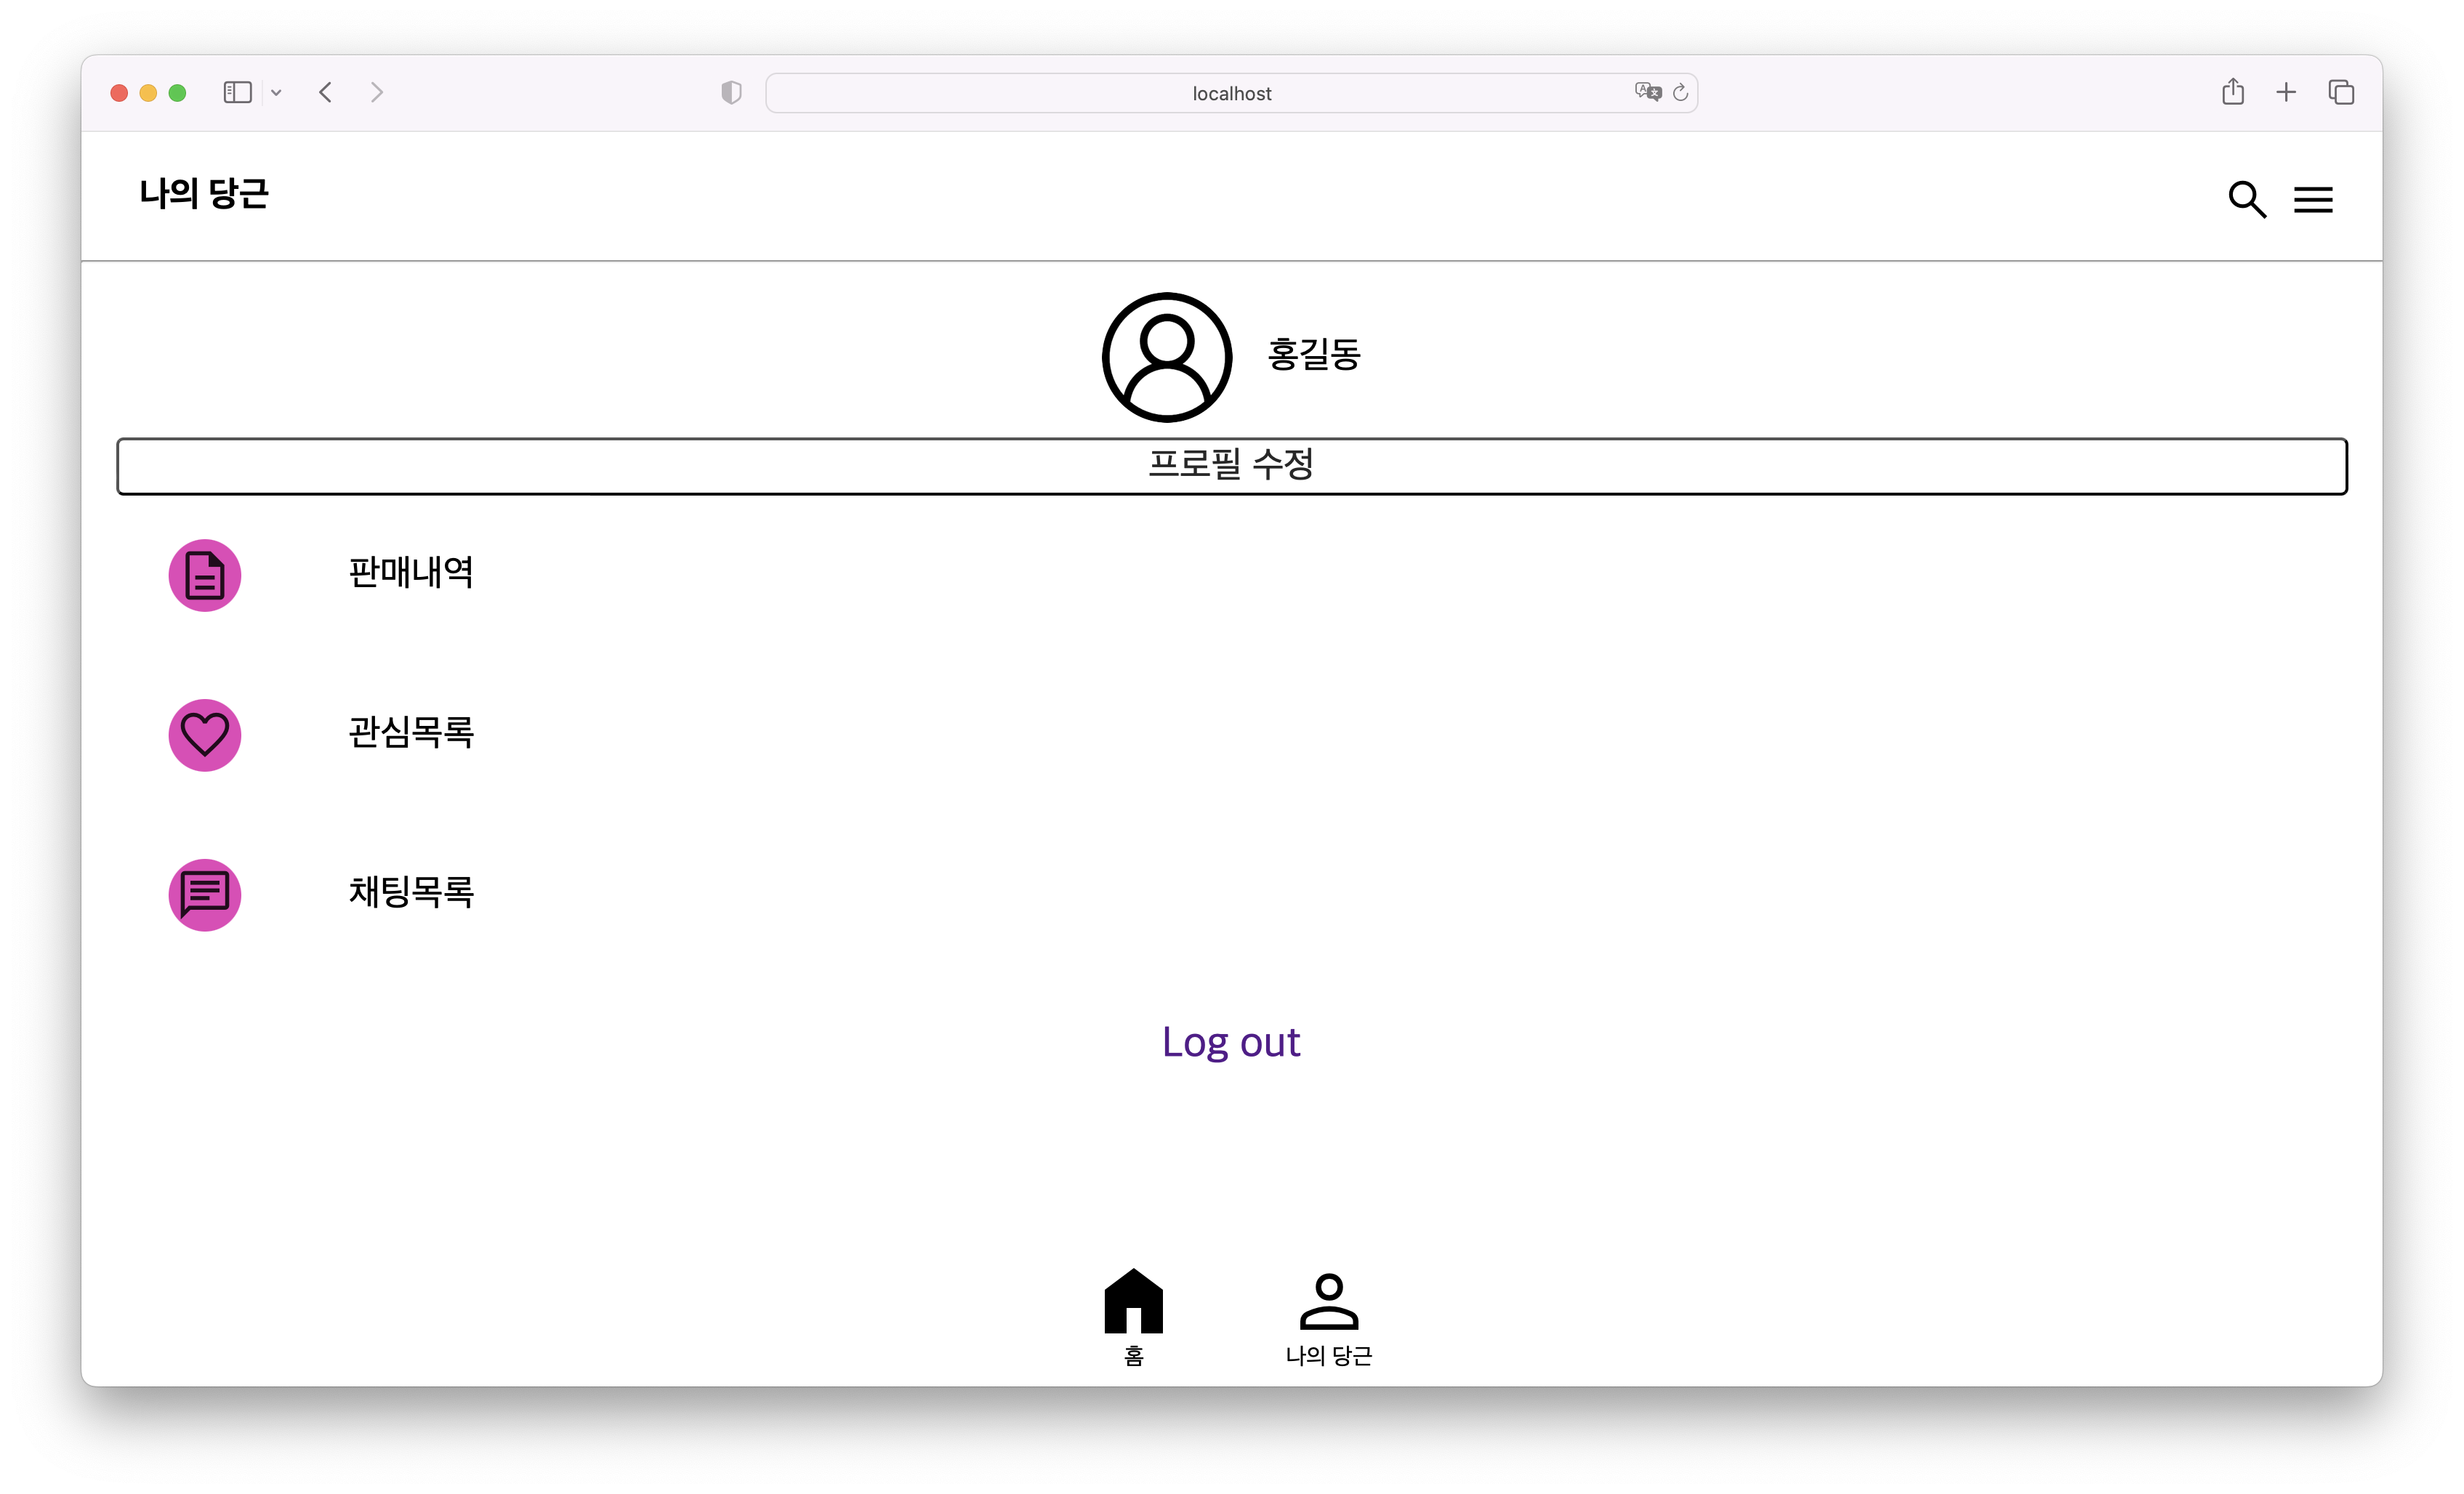 localhost
나의 당근
홍길동
프로필 수정
판매내역
관심목록
채팅목록
Log out
홈
나의 당근